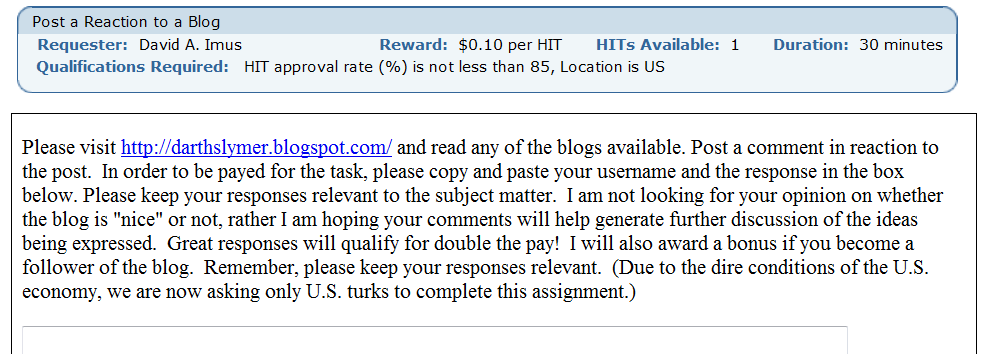 Post a Reaction to a Blog
Requester: David A. Imus Reward: $0.10 per HIT HITs Available: 1 Duration: 30 minutes
Qualifications Required: HIT approval rate (%) is not less than 85, Location is US
Please visit http://darthslymer.blogspot.com/ and read any of the blogs available. Post a comment in reaction to
the post. In order to be payed for the task, please copy and paste your username and the response in the box
below. Please keep your responses relevant to the subject matter. I am not looking for your opinion on whether
the blog is "nice" or not, rather I am hoping your comments will help generate further discussion of the ideas
being expressed. Great responses will qualify for double the pay! I will also award a bonus if you become a
follower of the blog. Remember, please keep your responses relevant. (Due to the dire conditions of the U.S.
economy, we are now asking only U.S. turks to complete this assignment.)